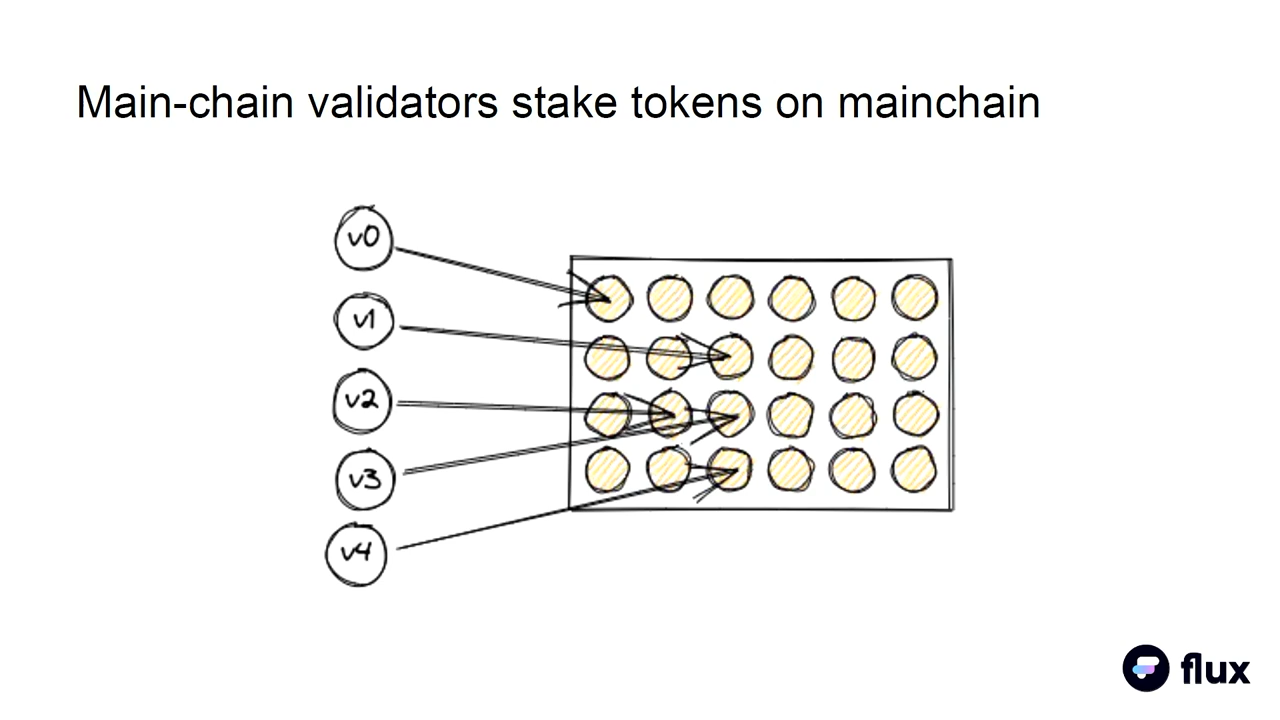 Main-chain validators stake tokens on mainchain
v0
v1
v2
v3
v4
flux